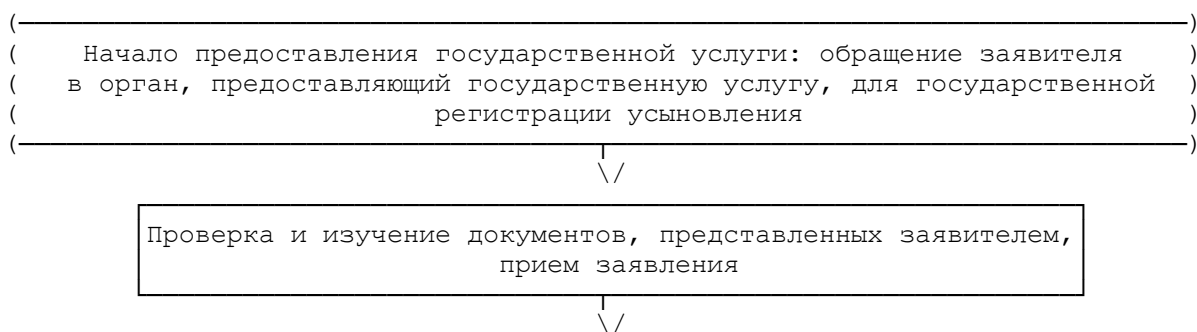 Начало предоставления государственной услуги: обращение заявителя
в орган, предоставляющий государственную услугу, для государственной
регистрации усыновления
Проверка и изучение документов, представленных заявителем,
прием заявления